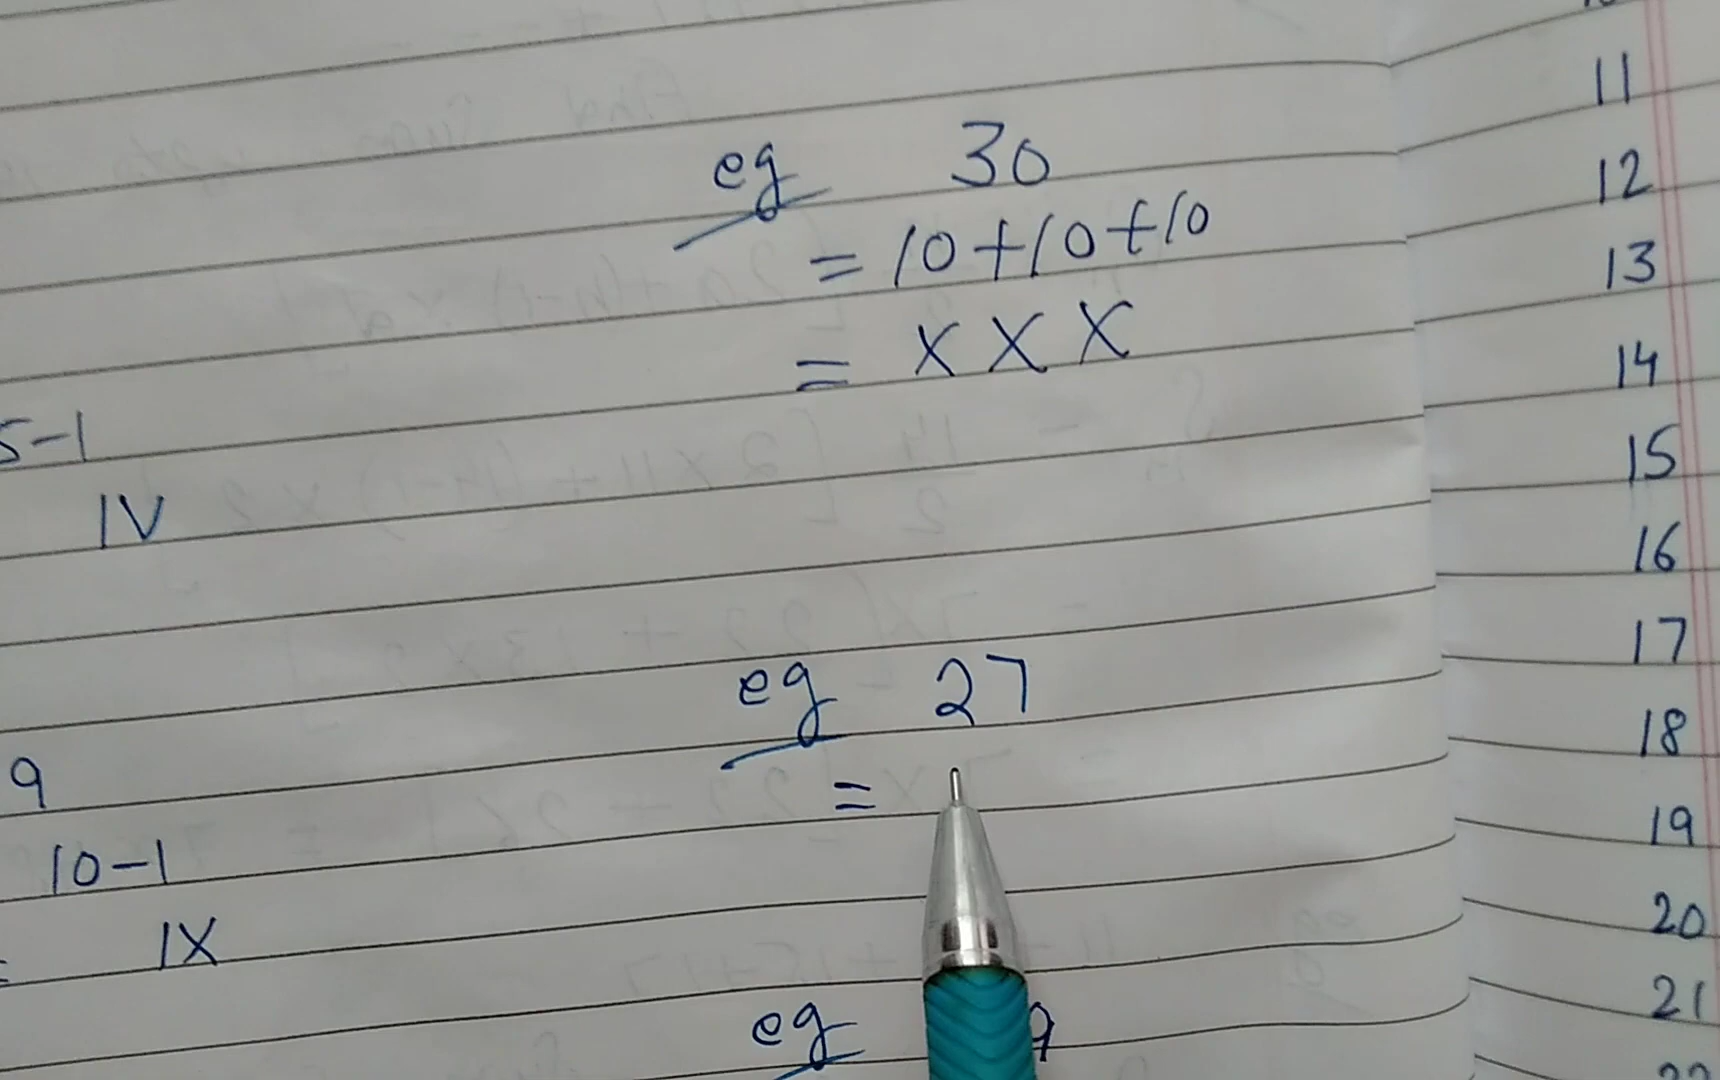 eg 30
= 10+10+10
= X X X
5-1
IV
eg 27
=
9
10-1
IX
eg 9
11
12
13
14
15
16
17
18
19
20
21